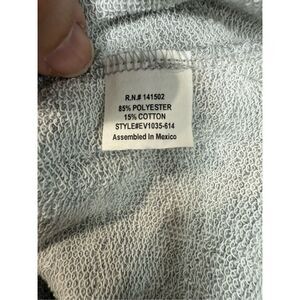 R.N.# 141502
85% POLYESTER
15% COTTON
STYLE#EV1035-614
Assembled In Mexico